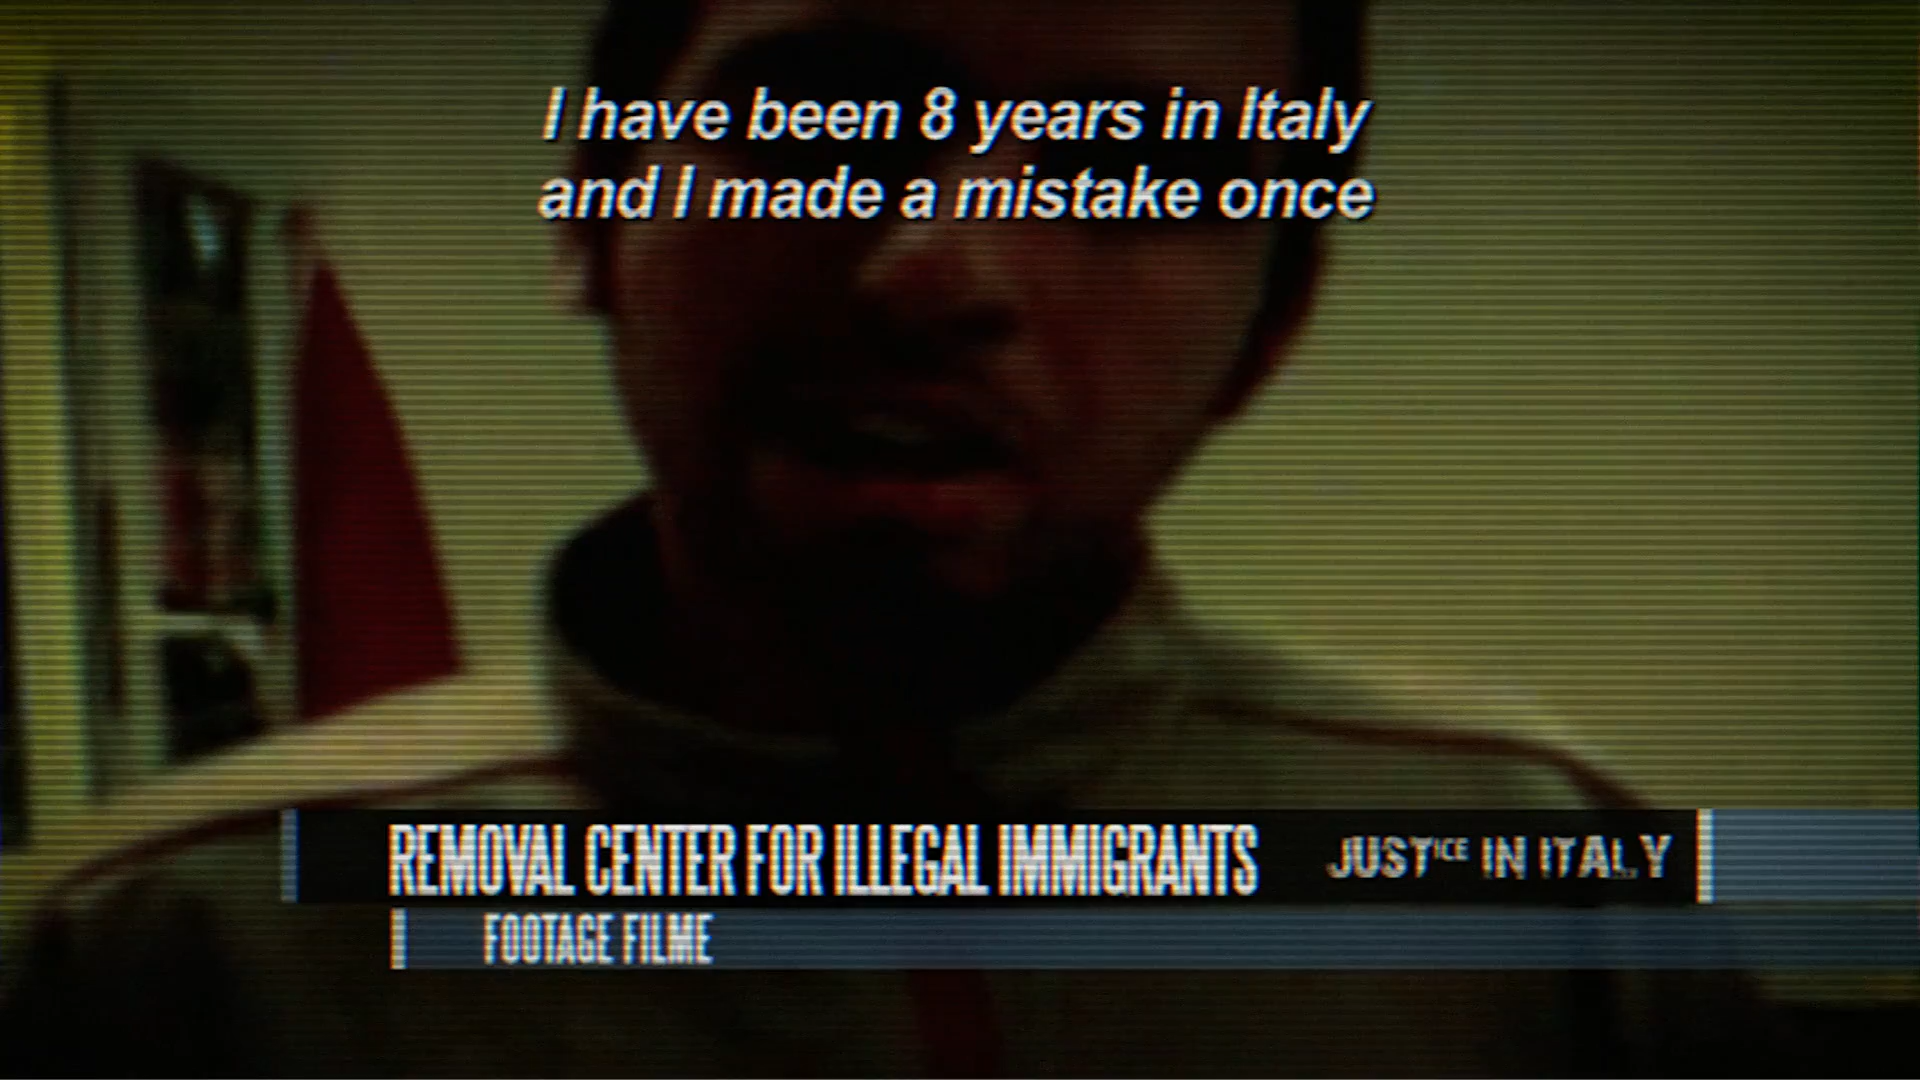 I have been 8 years in Italy
and I made a mistake once
REMOVAL CENTER FOR ILLEGAL IMMIGRANTS
JUSTICE IN ITALY
FOOTAGE FILME